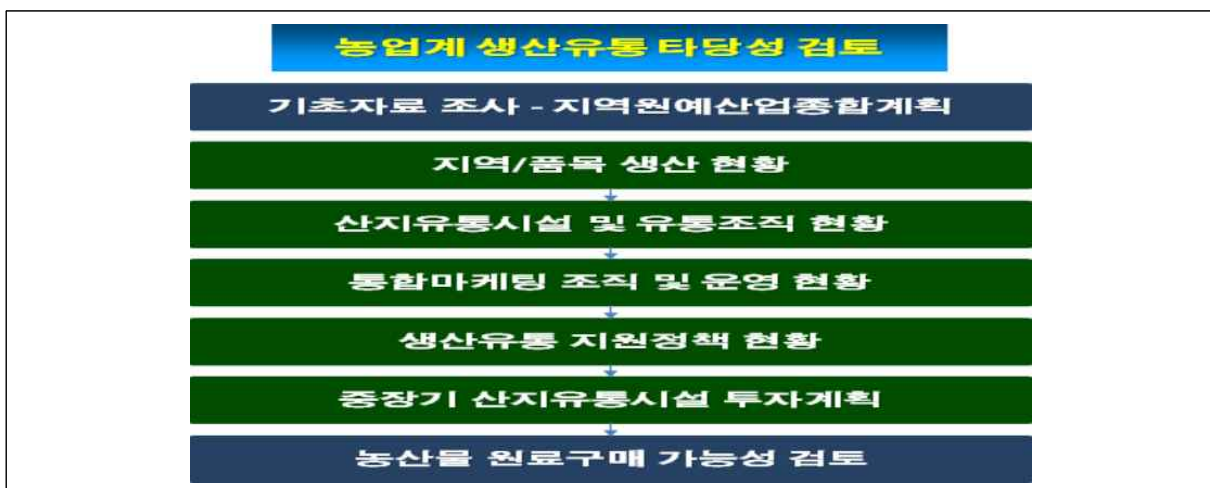 농업계 생산유통 타당성 검토
기초자료 조사 - 지역원예산업종합계획
지역/품목 생산 현황
산지유통시설 및 유통조직 현황
통합마케팅 조직 및 운영 현황
생산유통 지원정책 현황
중장기 산지유통시설 투자계획
농산물 원료구매 가능성 검토